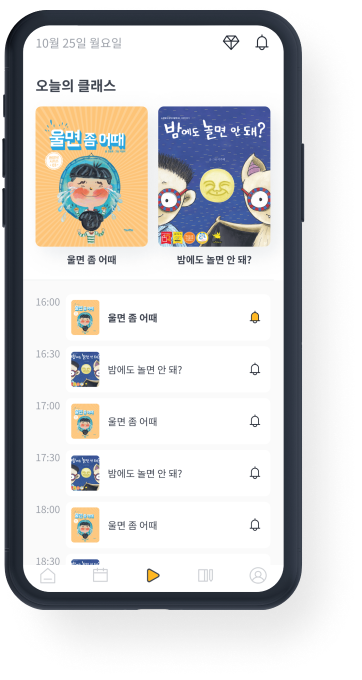 10월 25일 월요일
오늘의 클래스
울면 좀 어때
밤에도 놀면 안 돼?
울면 좀 어때
밤에도 놀면 안 돼?
16:00
울면 좀 어때
16:30
밤에도 놀면 안 돼?
17:00
울면 좀 어때
17:30
밤에도 놀면 안 돼?
18:00
울면 좀 어때
18:30